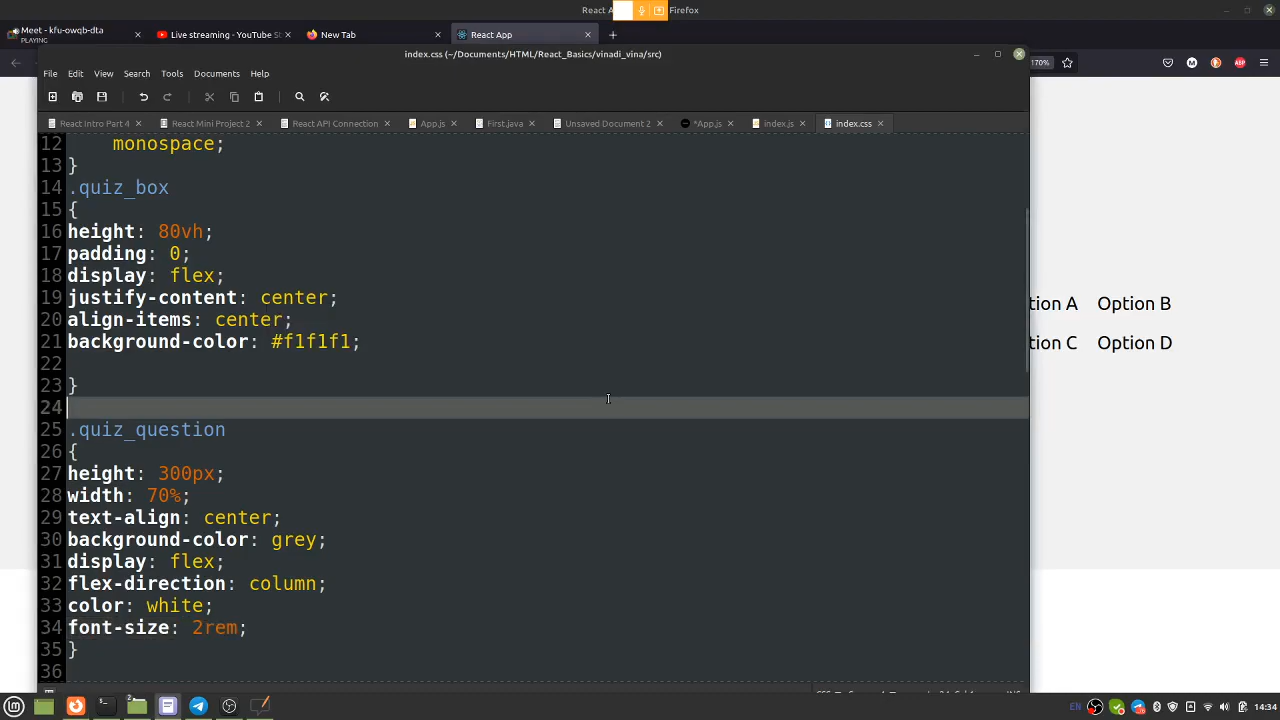 React A
Firefox
Meet - kfu-owqb-dta
PLAYING
Live streaming - YouTube St
New Tab
React App
170%
index.css (~/Documents/HTML/React_Basics/vinadi_vina/src)
File Edit View Search Tools Documents Help
React Intro Part 4
React Mini Project 2
React API Connection
App.js
First.java
Unsaved Document 2
*App.js
index.js
index.css
12 monospace;
13 }
14 .quiz_box
15 {
16 height: 80vh;
17 padding: 0;
18 display: flex;
19 justify-content: center;
20 align-items: center;
21 background-color: #f1f1f1;
22
23 }
24
25 .quiz_question
26 {
27 height: 300px;
28 width: 70%;
29 text-align: center;
30 background-color: grey;
31 display: flex;
32 flex-direction: column;
33 color: white;
34 font-size: 2rem;
35 }
36
tion A Option B
tion C Option D
EN
14:34